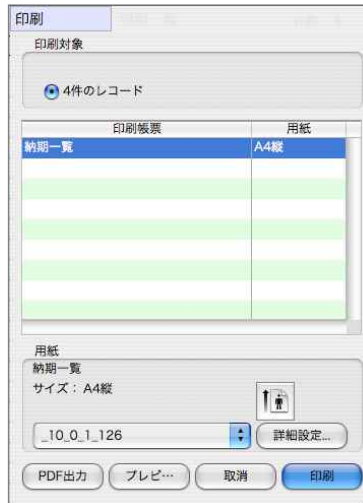 印刷
印刷対象
4件のレコード
印刷帳票 用紙
納期一覧 A4縦
用紙
納期一覧
サイズ： A4縦
_10_0_1_126 詳細設定...
PDF出力 プレビ… 取消 印刷